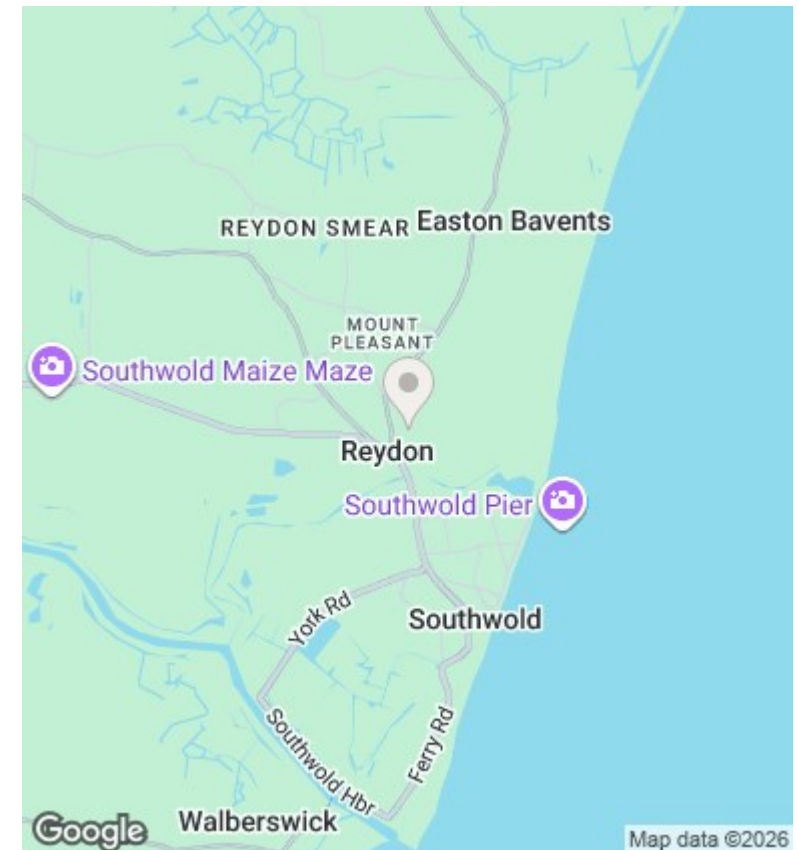 REYDON SMEAR
Easton Bavents
MOUNT
PLEASANT
Southwold Maize Maze
Reydon
Southwold Pier
York Rd
Southwold
Ferry Rd
Southwold Hbr
Walberswick
Google
Map data ©2026